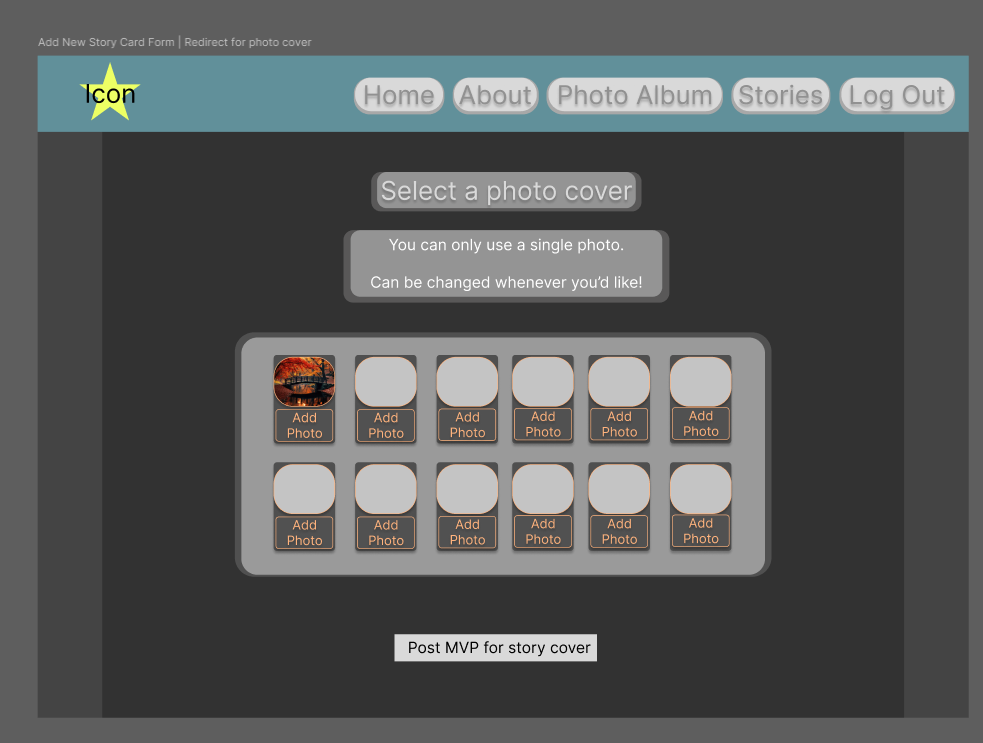 Add New Story Card Form | Redirect for photo cover
Icon
Home
About
Photo Album
Stories
Log Out
Select a photo cover
You can only use a single photo.
Can be changed whenever you’d like!
Add
Photo
Add
Photo
Add
Photo
Add
Photo
Add
Photo
Add
Photo
Add
Photo
Add
Photo
Add
Photo
Add
Photo
Add
Photo
Add
Photo
Post MVP for story cover